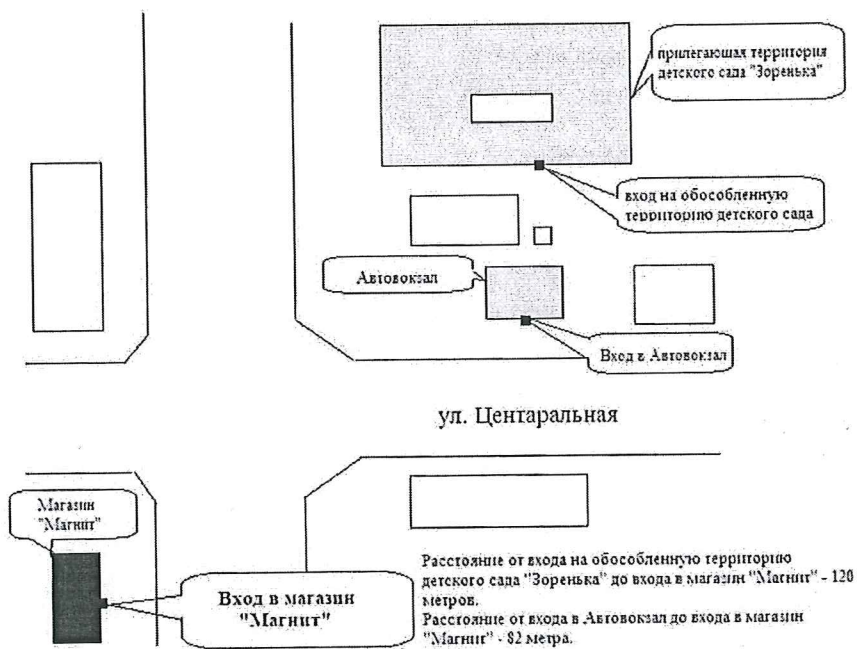 прилегающая территория
детского сада "Зоренька"
вход на обособленную
территорию детского сада
Автовокзал
Вход в Автовокзал
ул. Центаральная
Магазин
"Магнит"
Вход в магазин
"Магнит"
Расстояние от входа на обособленную территорию
детского сада "Зоренька" до входа в магазин "Магнит" - 120
метров.
Расстояние от входа в Автовокзал до входа в магазин
"Магнит" - 82 метра.